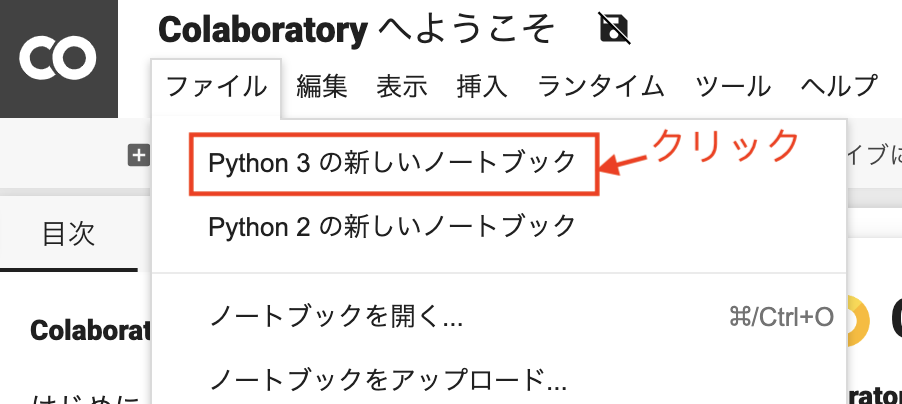 CO
Colaboratory へようこそ
ファイル 編集 表示 挿入 ランタイム ツール ヘルプ
Python 3 の新しいノートブック
クリック
イブに
Python 2 の新しいノートブック
目次
ノートブックを開く... ⌘/Ctrl+O
Colaborat
ノートブックをアップロード...
はじめに